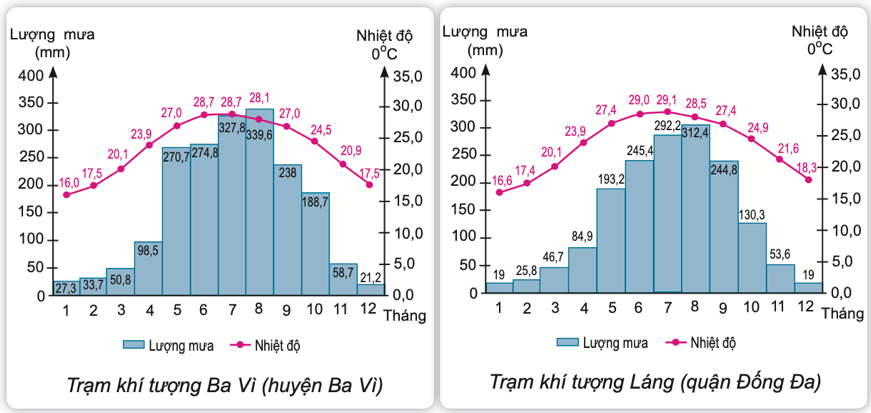 Lượng mưa
(mm)
Nhiệt độ
0°C
400
350
300
250
200
150
100
50
0
35,0
30,0
25,0
20,0
15,0
10,0
5,0
0,0
16,0 17,5 20,1 23,9 27,0 28,7 28,7 28,1 27,0 24,5 20,9 17,5
27,3 33,7 50,8 98,5 270,7 274,8 327,8 339,6 238 188,7 58,7 21,2
1 2 3 4 5 6 7 8 9 10 11 12 Tháng
Lượng mưa Nhiệt độ
Trạm khí tượng Ba Vì (huyện Ba Vì)
Lượng mưa
(mm)
Nhiệt độ
0°C
400
350
300
250
200
150
100
50
0
35,0
30,0
25,0
20,0
15,0
10,0
5,0
0,0
16,6 17,4 20,1 23,9 27,4 29,0 29,1 28,5 27,4 24,9 21,6 18,3
19 25,8 46,7 84,9 193,2 245,4 292,2 312,4 244,8 130,3 53,6 19
1 2 3 4 5 6 7 8 9 10 11 12 Tháng
Lượng mưa Nhiệt độ
Trạm khí tượng Láng (quận Đống Đa)